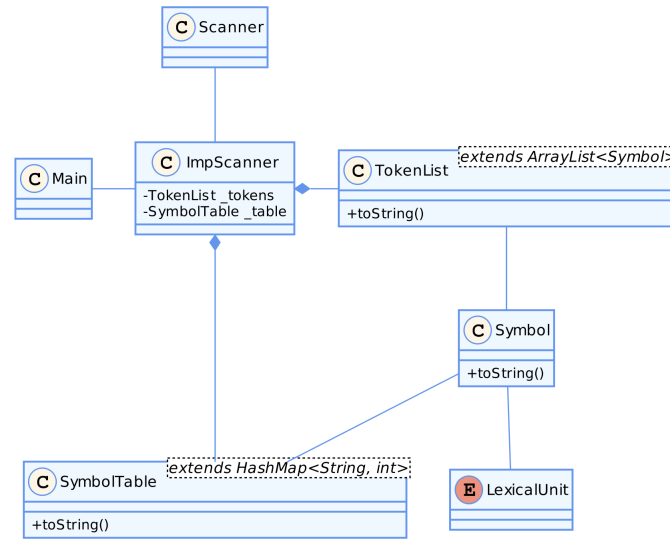 C Scanner
C Main
C ImpScanner
-TokenList _tokens
-SymbolTable _table
C TokenList
extends ArrayList<Symbol>
+toString()
C Symbol
+toString()
C SymbolTable
extends HashMap<String, int>
+toString()
E LexicalUnit